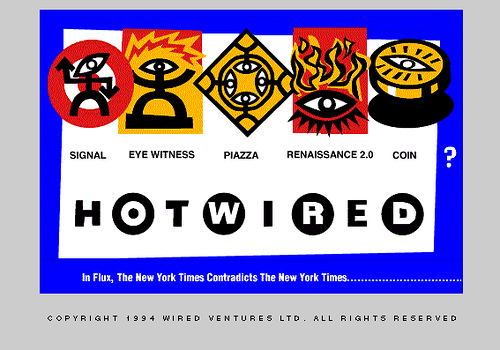 SIGNAL EYE WITNESS PIAZZA RENAISSANCE 2.0 COIN ?
HOTWIRED
In Flux, The New York Times Contradicts The New York Times................................
COPYRIGHT 1994 WIRED VENTURES LTD. ALL RIGHTS RESERVED